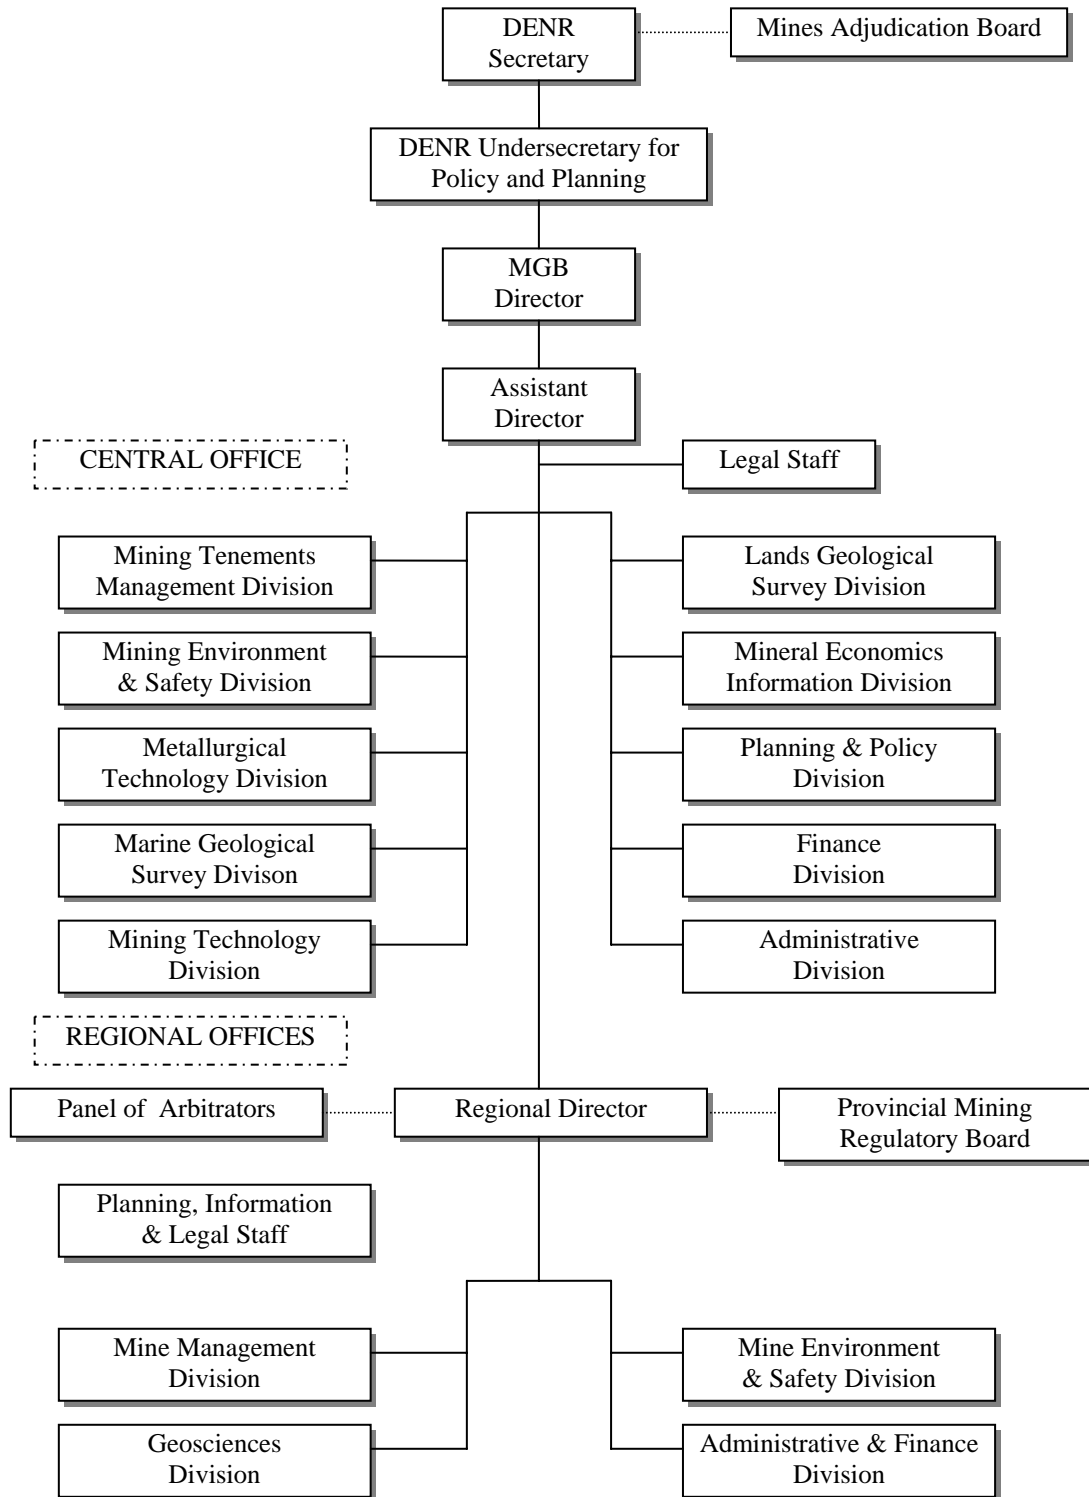 DENR
Secretary
Mines Adjudication Board
DENR Undersecretary for
Policy and Planning
MGB
Director
Assistant
Director
CENTRAL OFFICE
Legal Staff
Mining Tenements
Management Division
Lands Geological
Survey Division
Mining Environment
& Safety Division
Mineral Economics
Information Division
Metallurgical
Technology Division
Planning & Policy
Division
Marine Geological
Survey Divison
Finance
Division
Mining Technology
Division
Administrative
Division
REGIONAL OFFICES
Panel of Arbitrators
Regional Director
Provincial Mining
Regulatory Board
Planning, Information
& Legal Staff
Mine Management
Division
Mine Environment
& Safety Division
Geosciences
Division
Administrative & Finance
Division